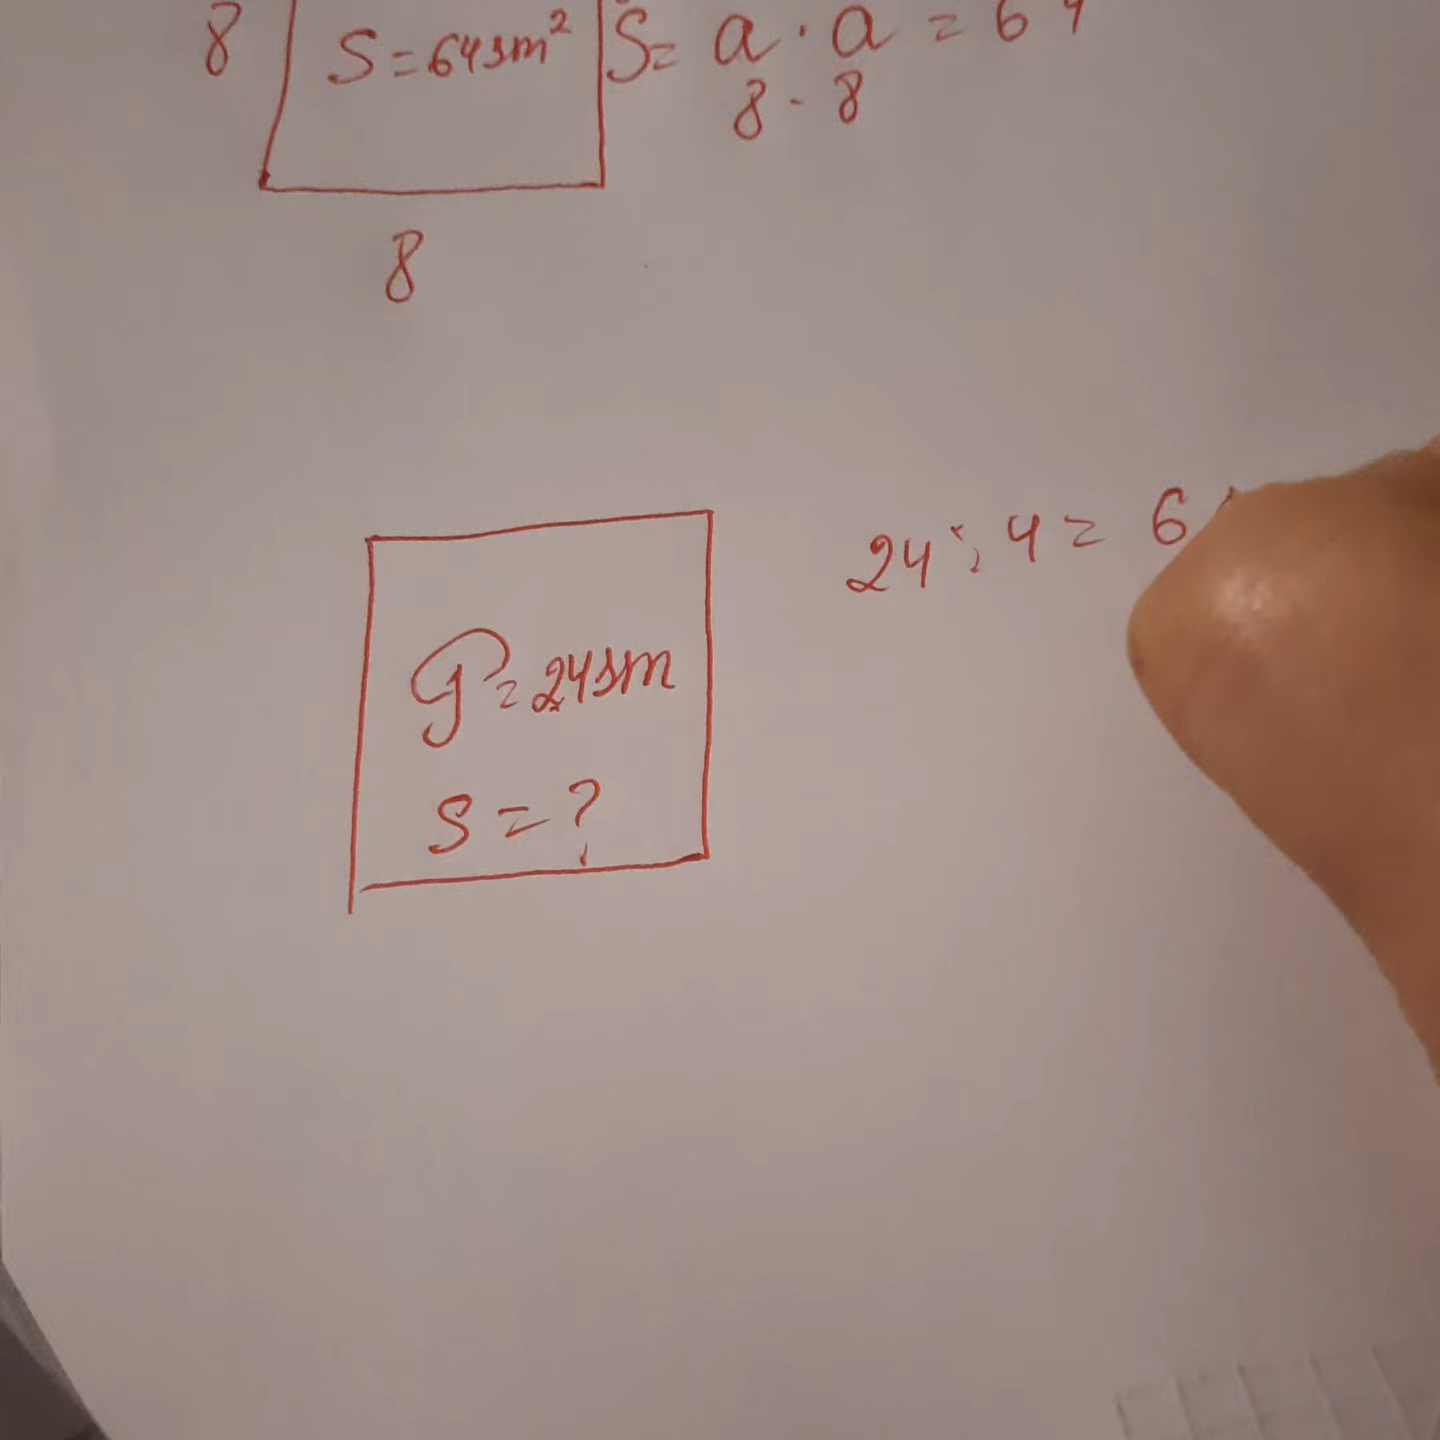 8 S=64sm² S= a · a = 64
8 · 8
8
24 : 4 = 6
P=24sm
S = ?